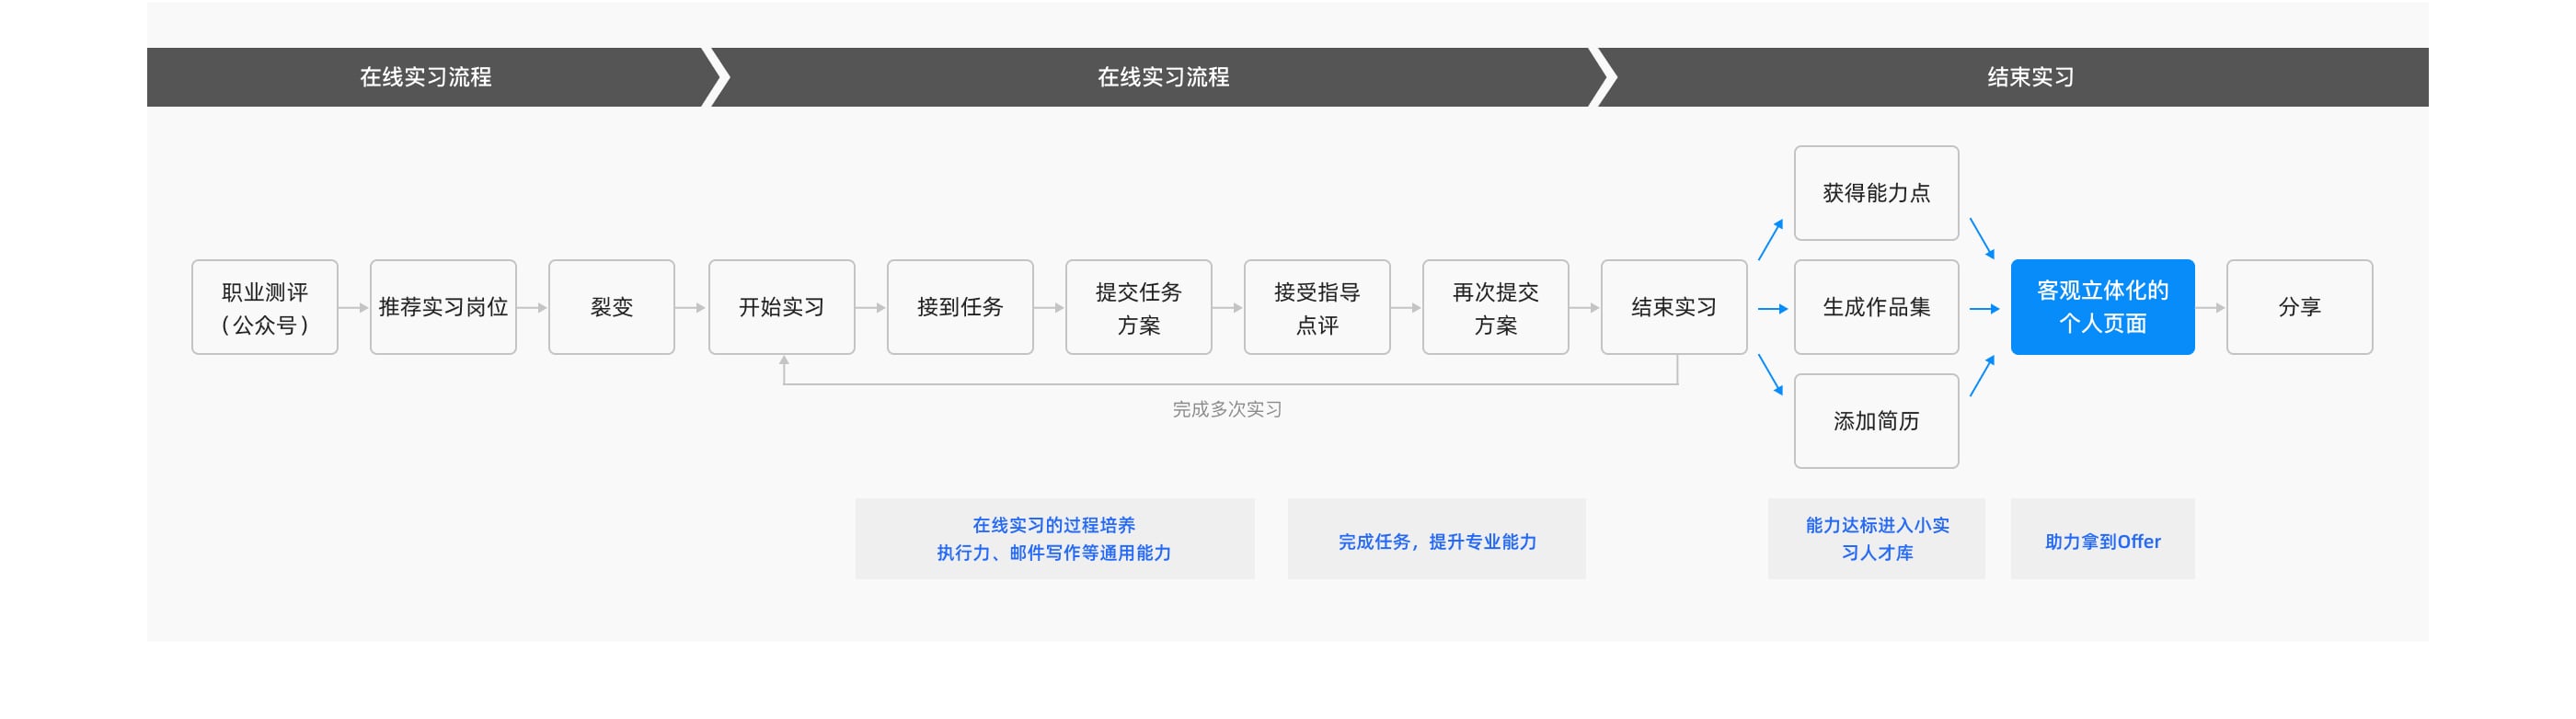 在线实习流程
在线实习流程
结束实习
职业测评
（公众号）
推荐实习岗位
裂变
开始实习
接到任务
提交任务
方案
接受指导
点评
再次提交
方案
结束实习
获得能力点
生成作品集
添加简历
客观立体化的
个人页面
分享
完成多次实习
在线实习的过程培养
执行力、邮件写作等通用能力
完成任务，提升专业能力
能力达标进入小实
习人才库
助力拿到Offer